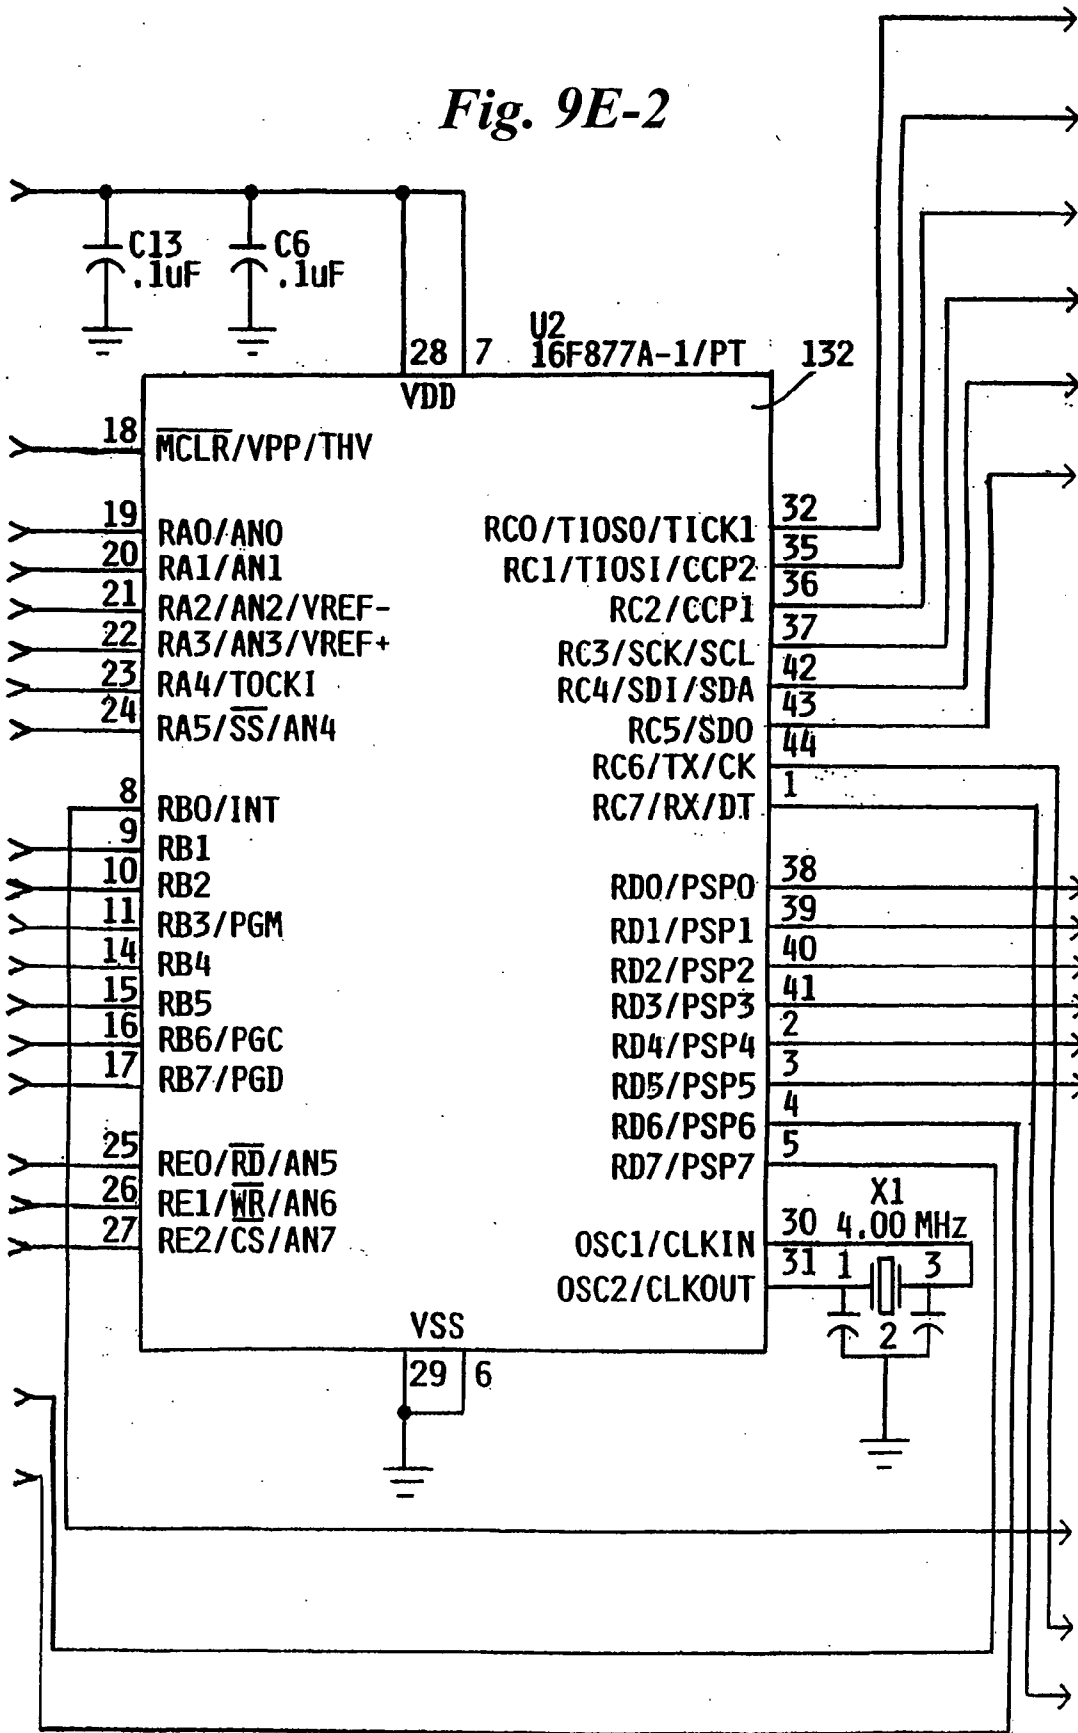 Fig. 9E-2
C13
.1uF
C6
.1uF
U2
16F877A-1/PT
132
28 7
VDD
18 MCLR/VPP/THV
19 RA0/AN0
20 RA1/AN1
21 RA2/AN2/VREF-
22 RA3/AN3/VREF+
23 RA4/TOCKI
24 RA5/SS/AN4
8 RB0/INT
9 RB1
10 RB2
11 RB3/PGM
14 RB4
15 RB5
16 RB6/PGC
17 RB7/PGD
25 RE0/RD/AN5
26 RE1/WR/AN6
27 RE2/CS/AN7
RC0/TIOSO/TICK1 32
RC1/TIOSI/CCP2 35
RC2/CCP1 36
RC3/SCK/SCL 37
RC4/SDI/SDA 42
RC5/SDO 43
RC6/TX/CK 44
RC7/RX/DT 1
RD0/PSP0 38
RD1/PSP1 39
RD2/PSP2 40
RD3/PSP3 41
RD4/PSP4 2
RD5/PSP5 3
RD6/PSP6 4
RD7/PSP7 5
X1
4.00 MHz
OSC1/CLKIN 30
OSC2/CLKOUT 31
1 3
2
VSS
29 6